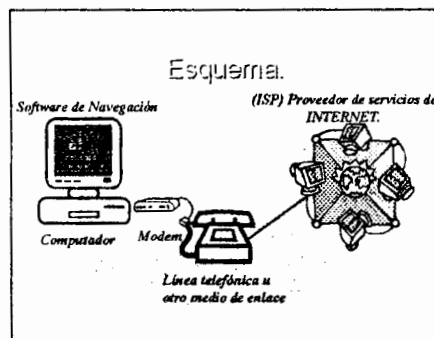 Esquema.
Software de Navegación
(ISP) Proveedor de servicios de
INTERNET.
Computador
Modem
Línea telefónica u
otro medio de enlace